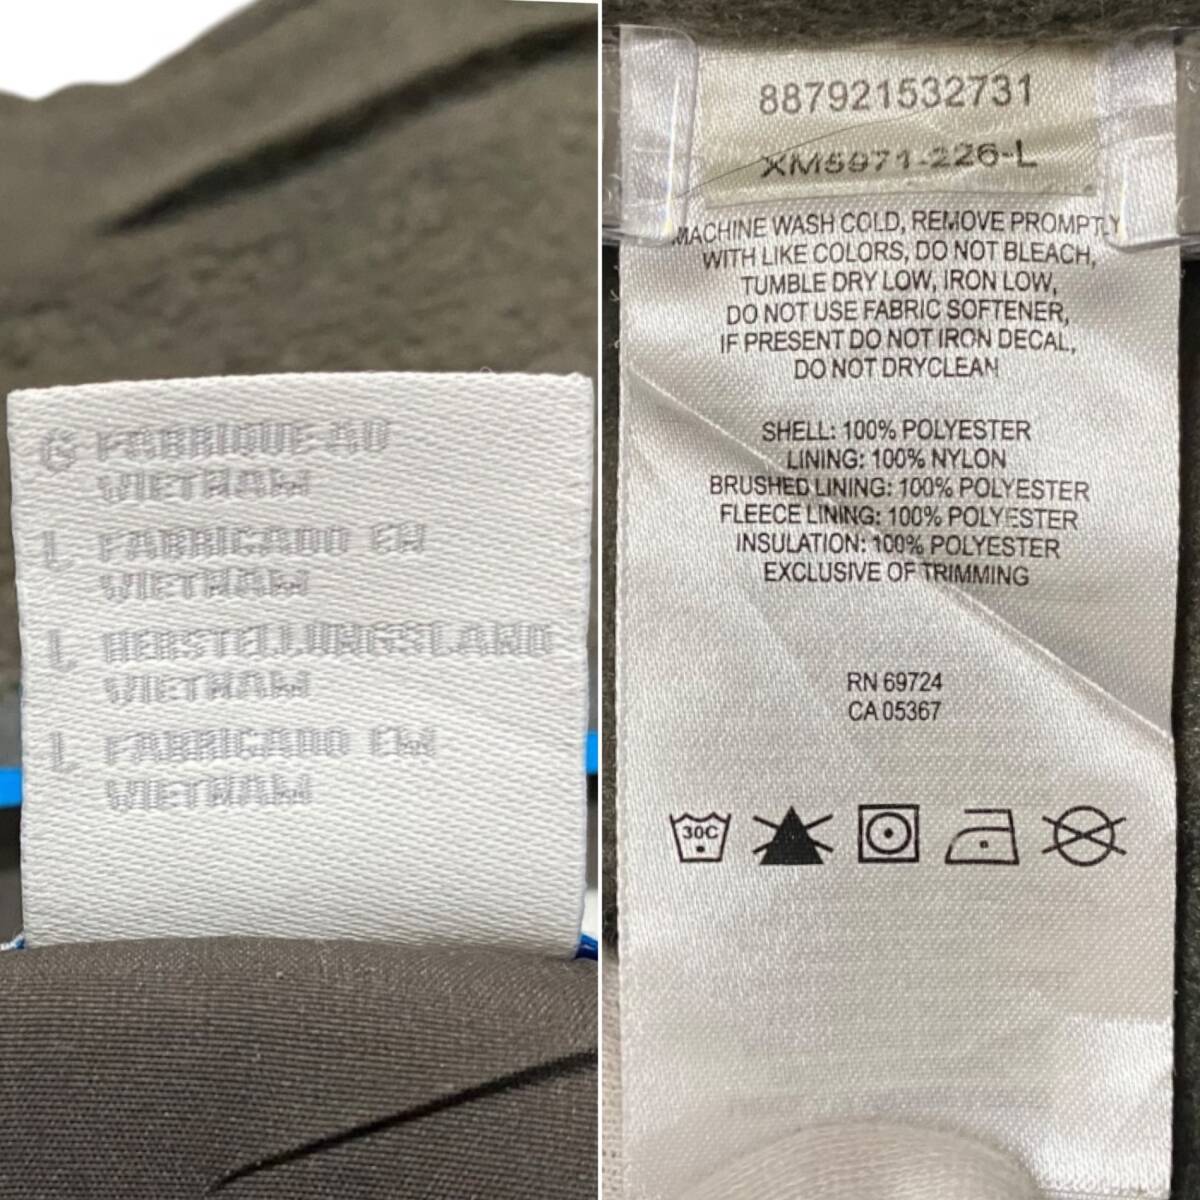 G FABRIQUE AU
VIETNAM
L FABRICADO EN
VIETNAM
L HERSTELLUNGSLAND
VIETNAM
L FABRICADO EM
VIETNAM
887921532731
XM5971-226-L
MACHINE WASH COLD, REMOVE PROMPTLY
WITH LIKE COLORS, DO NOT BLEACH,
TUMBLE DRY LOW, IRON LOW,
DO NOT USE FABRIC SOFTENER,
IF PRESENT DO NOT IRON DECAL,
DO NOT DRYCLEAN
SHELL: 100% POLYESTER
LINING: 100% NYLON
BRUSHED LINING: 100% POLYESTER
FLEECE LINING: 100% POLYESTER
INSULATION: 100% POLYESTER
EXCLUSIVE OF TRIMMING
RN 69724
CA 05367
30C